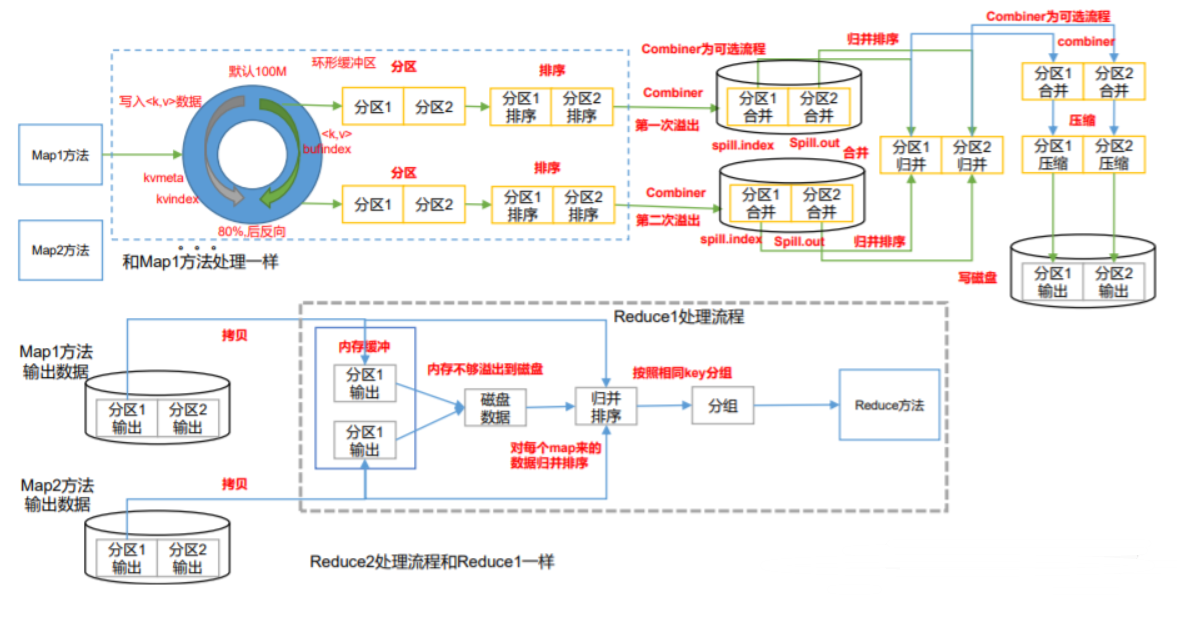 Combiner为可选流程
Combiner为可选流程
归并排序
combiner
默认100M
环形缓冲区
分区
排序
写入<k,v>数据
分区1
分区2
分区1
排序
分区2
排序
Combiner
第一次溢出
分区1
合并
分区2
合并
spill.index
Spill.out
合并
分区1
合并
分区2
合并
压缩
Map1方法
<k,v>
bufindex
kvmeta
kvindex
分区
排序
分区1
分区2
分区1
排序
分区2
排序
Combiner
第二次溢出
分区1
合并
分区2
合并
spill.index
Spill.out
归并排序
分区1
归并
分区2
归并
分区1
压缩
分区2
压缩
80%,后反向
Map2方法
和Map1方法处理一样
写磁盘
分区1
输出
分区2
输出
Reduce1处理流程
拷贝
Map1方法
输出数据
分区1
输出
分区2
输出
内存缓冲
分区1
输出
分区1
输出
内存不够溢出到磁盘
磁盘
数据
归并
排序
对每个map来的
数据归并排序
按照相同key分组
分组
Reduce方法
拷贝
Map2方法
输出数据
分区1
输出
分区2
输出
Reduce2处理流程和Reduce1一样